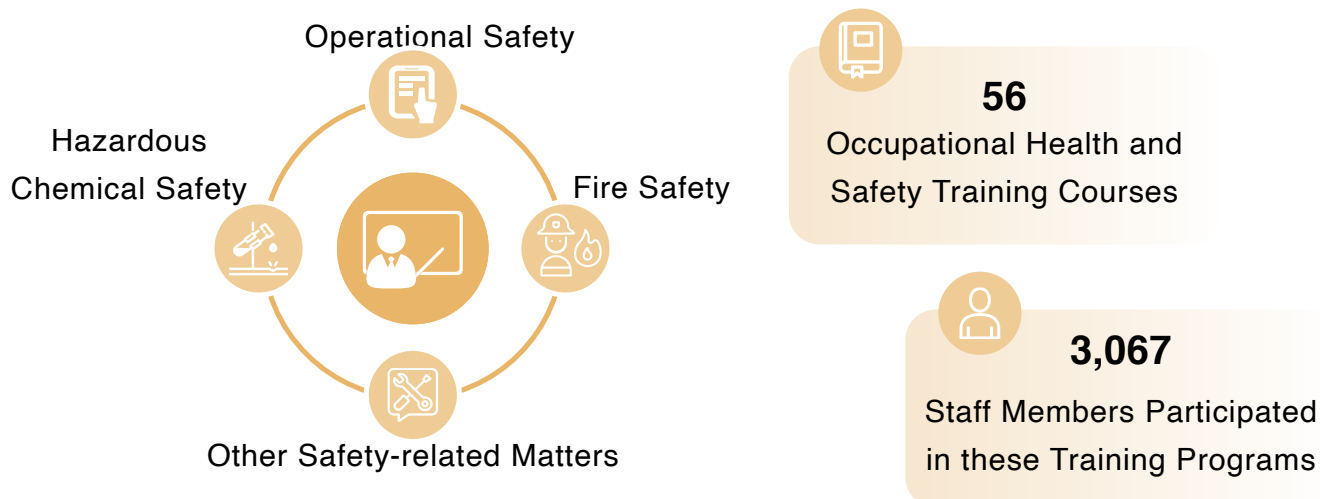 Operational Safety
Hazardous
Chemical Safety
Fire Safety
Other Safety-related Matters
56
Occupational Health and
Safety Training Courses
3,067
Staff Members Participated
in these Training Programs